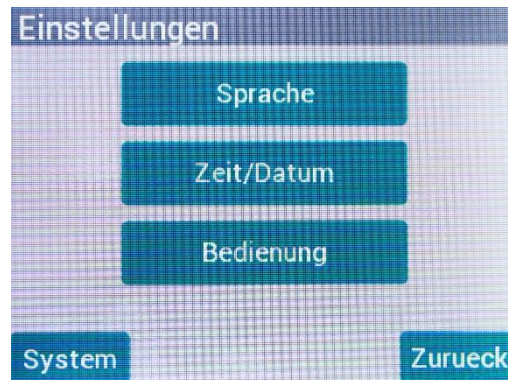 Einstellungen
Sprache
Zeit/Datum
Bedienung
System
Zurueck